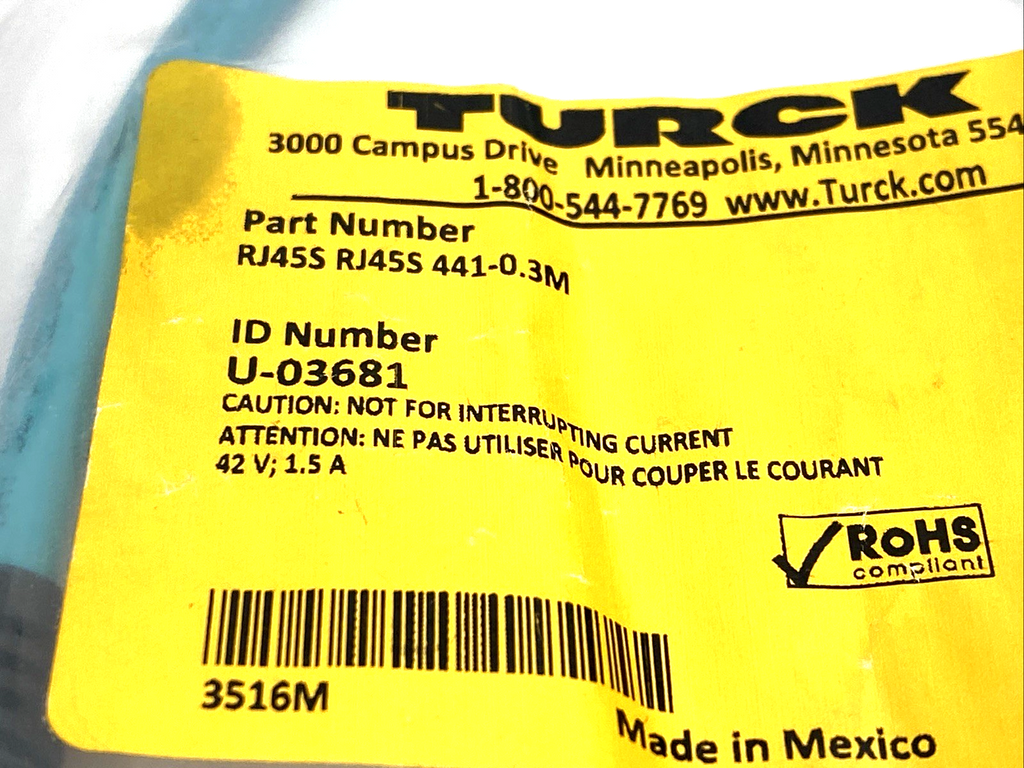 TURCK
3000 Campus Drive Minneapolis, Minnesota 554
1-800-544-7769 www.Turck.com
Part Number
RJ45S RJ45S 441-0.3M
ID Number
U-03681
CAUTION: NOT FOR INTERRUPTING CURRENT
ATTENTION: NE PAS UTILISER POUR COUPER LE COURANT
42 V; 1.5 A
RoHS
compliant
3516M
Made in Mexico